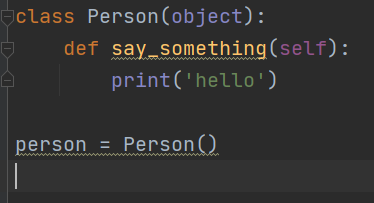 class Person(object):
    def say_something(self):
        print('hello')
person = Person()